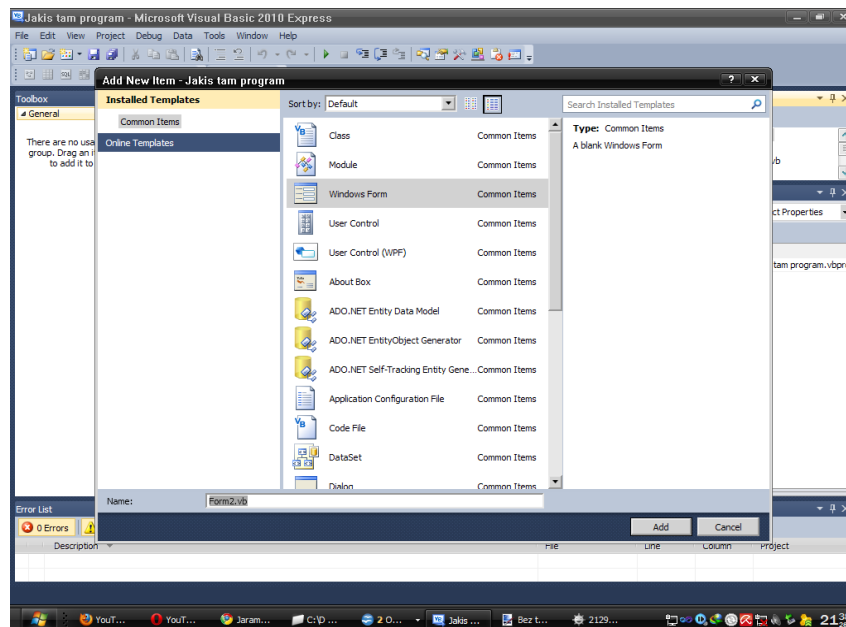 Jakis tam program - Microsoft Visual Basic 2010 Express
File Edit View Project Debug Data Tools Window Help
Add New Item - Jakis tam program
Toolbox
General
There are no usa
group. Drag an i
to add it to
Installed Templates
Common Items
Online Templates
Sort by: Default
Search Installed Templates
Class Common Items
Module Common Items
Windows Form Common Items
User Control Common Items
User Control (WPF) Common Items
About Box Common Items
ADO.NET Entity Data Model Common Items
ADO.NET EntityObject Generator Common Items
ADO.NET Self-Tracking Entity Gene... Common Items
Application Configuration File Common Items
Code File Common Items
DataSet Common Items
Dialog Common Items
Type: Common Items
A blank Windows Form
ct Properties
tam program.vbpr
Name: Form2.vb
Add Cancel
Error List
0 Errors
Description File Line Column Project
YouT... YouT... Jaram... C:\D ... 2 O... Jakis ... Bez t... 2129...